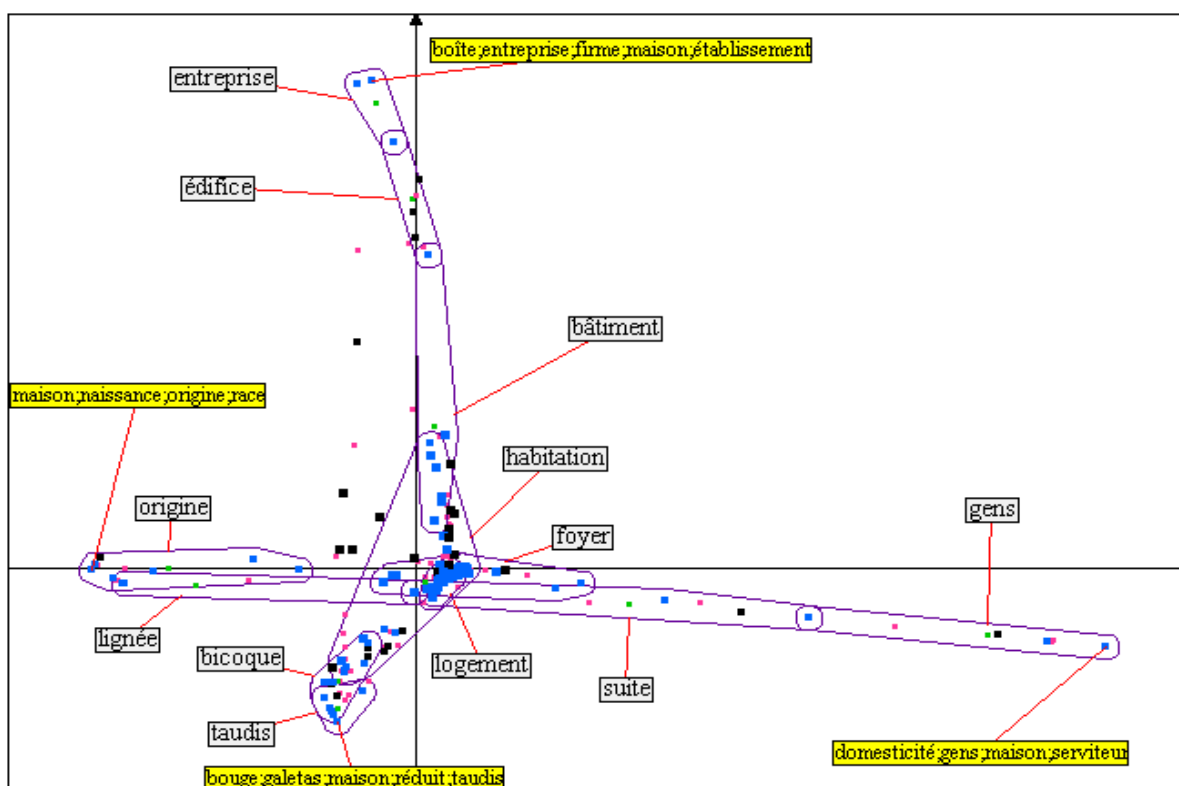 boîte;entreprise;firme;maison;établissement
entreprise
édifice
bâtiment
maison;naissance;origine;race
habitation
origine
gens
foyer
lignée
bicoque
logement
suite
taudis
domesticité;gens;maison;serviteur
bouge;galetas;maison;réduit;taudis